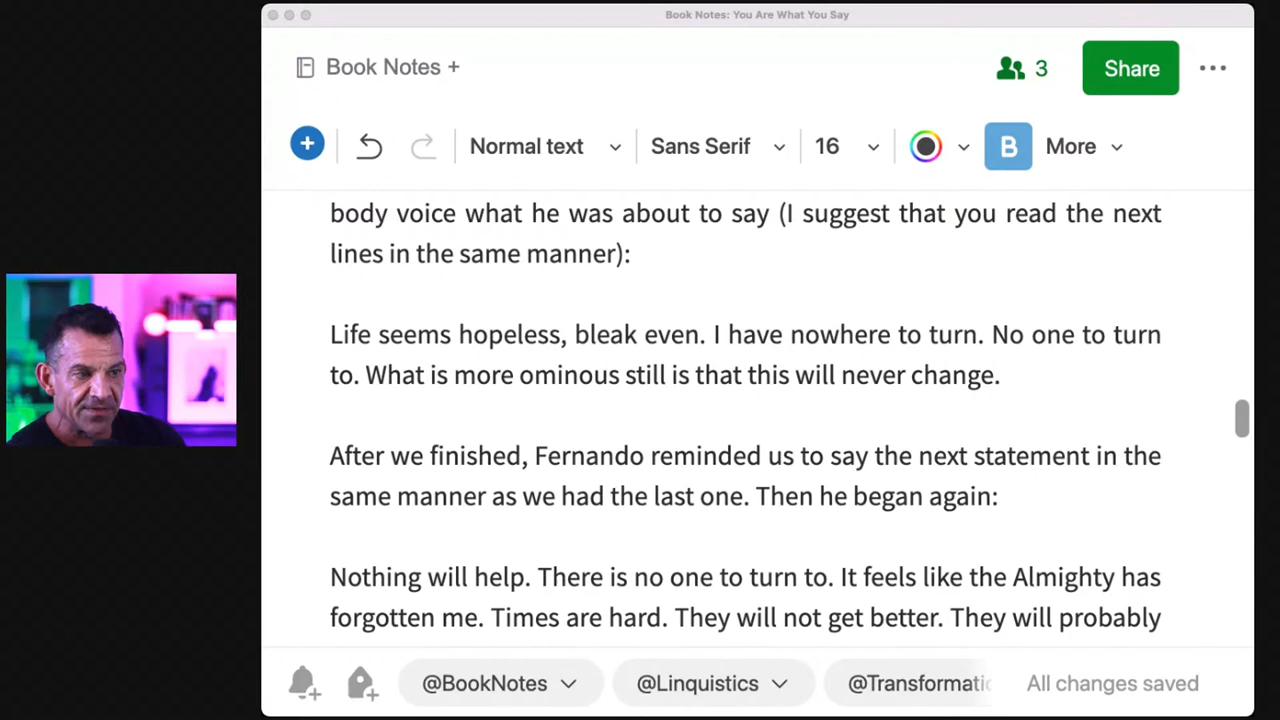 Book Notes: You Are What You Say
Book Notes +
3
Share
Normal text
Sans Serif
16
B
More
body voice what he was about to say (I suggest that you read the next
lines in the same manner):
Life seems hopeless, bleak even. I have nowhere to turn. No one to turn
to. What is more ominous still is that this will never change.
After we finished, Fernando reminded us to say the next statement in the
same manner as we had the last one. Then he began again:
Nothing will help. There is no one to turn to. It feels like the Almighty has
forgotten me. Times are hard. They will not get better. They will probably
@BookNotes
@Linquistics
@Transformati
All changes saved